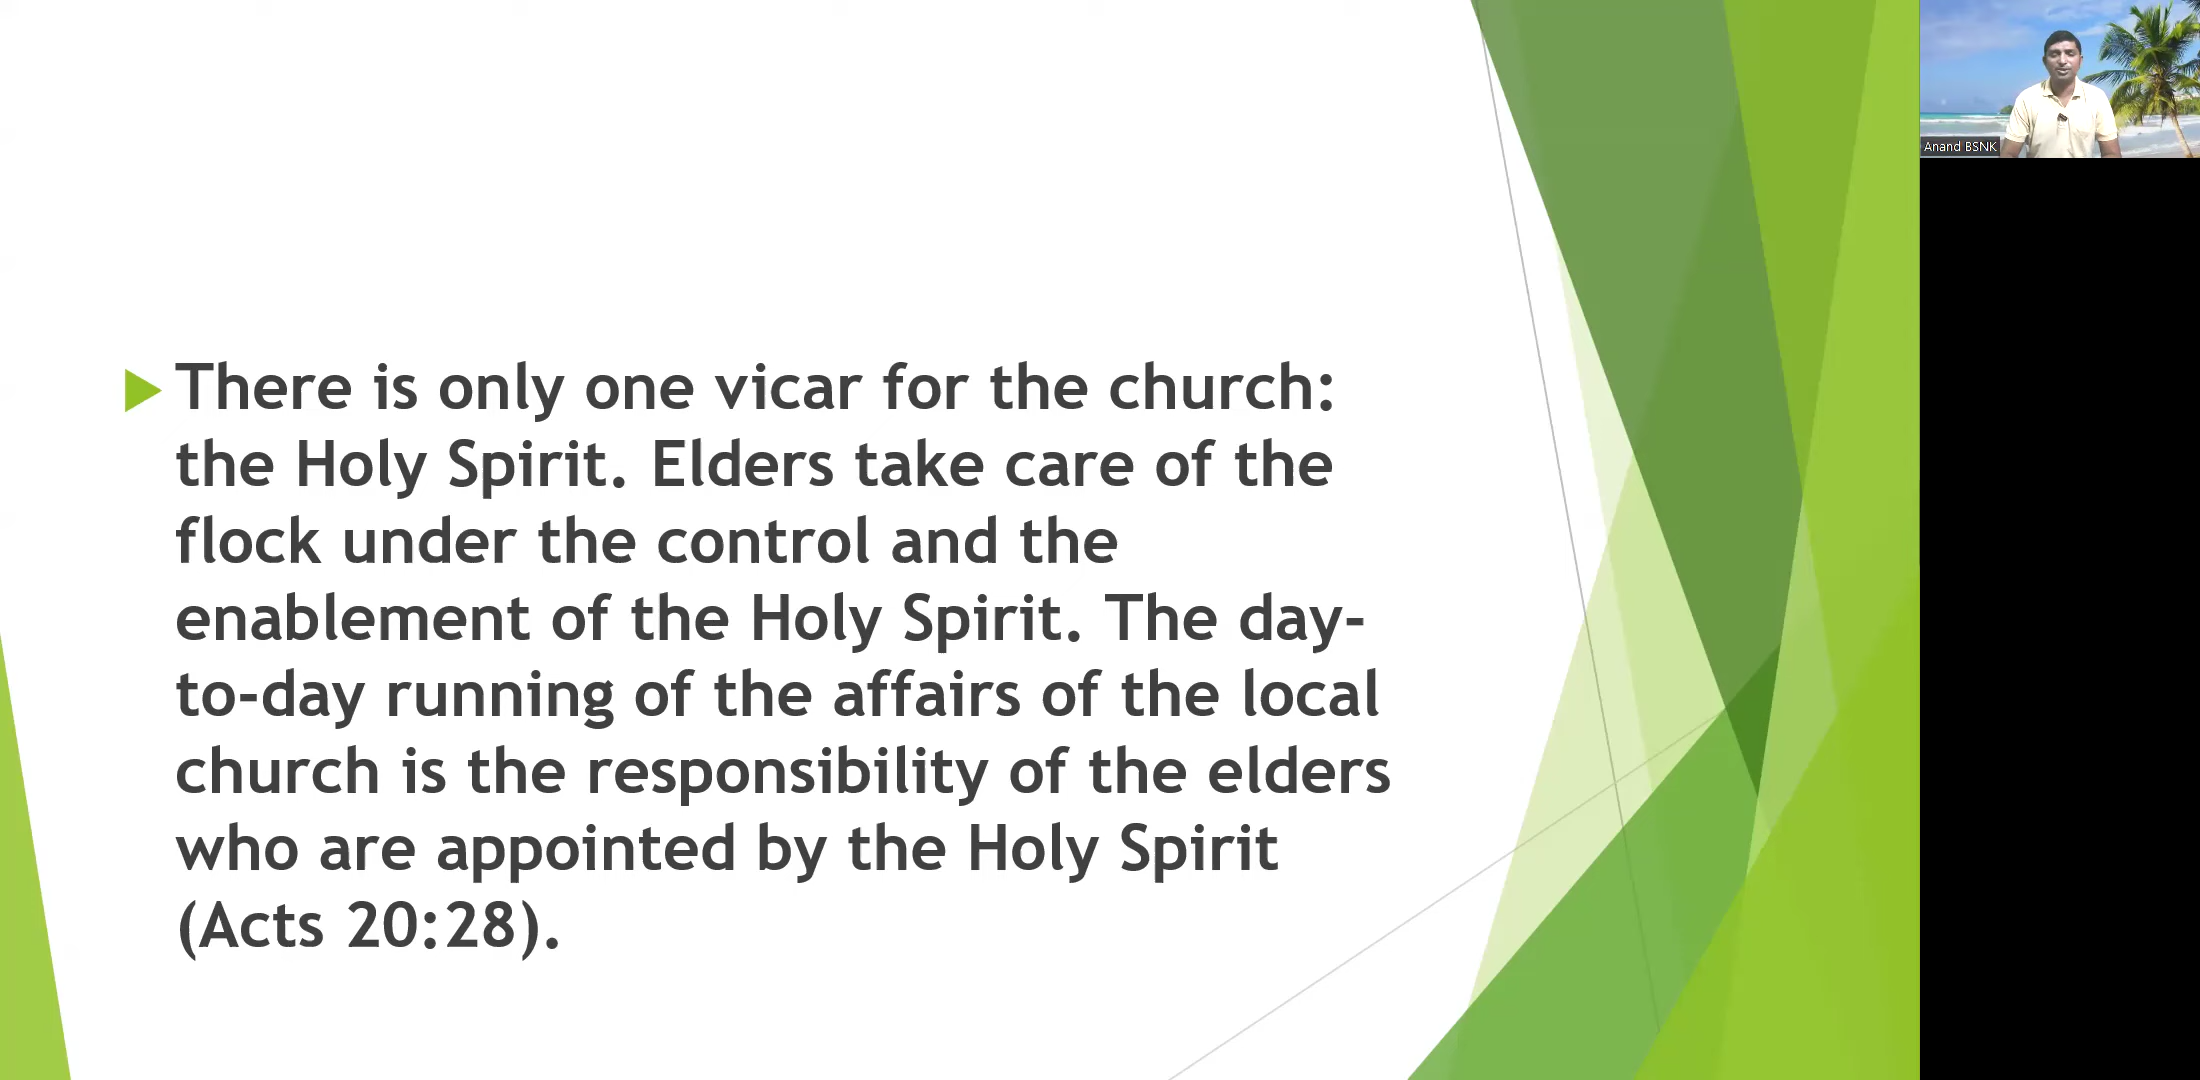 There is only one vicar for the church:
the Holy Spirit. Elders take care of the
flock under the control and the
enablement of the Holy Spirit. The day-
to-day running of the affairs of the local
church is the responsibility of the elders
who are appointed by the Holy Spirit
(Acts 20:28).
Anand BSNK